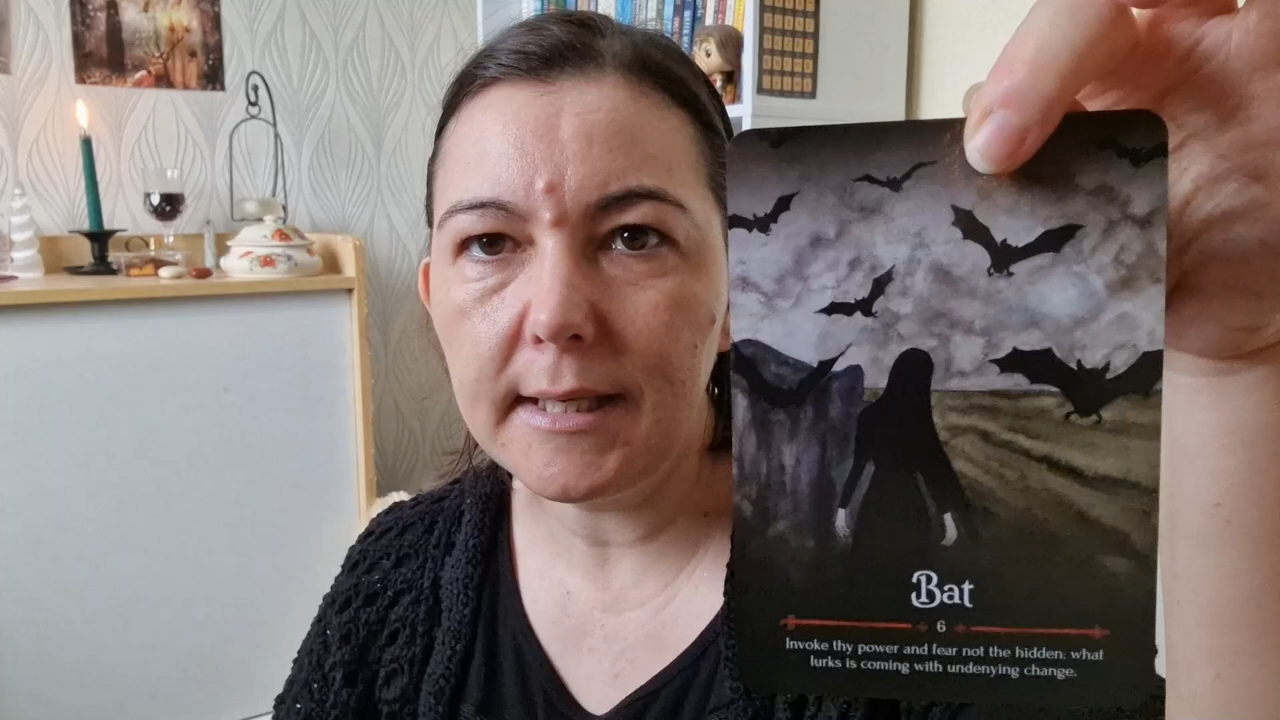 Bat
6
Invoke thy power and fear not the hidden; what
lurks is coming with undenying change.